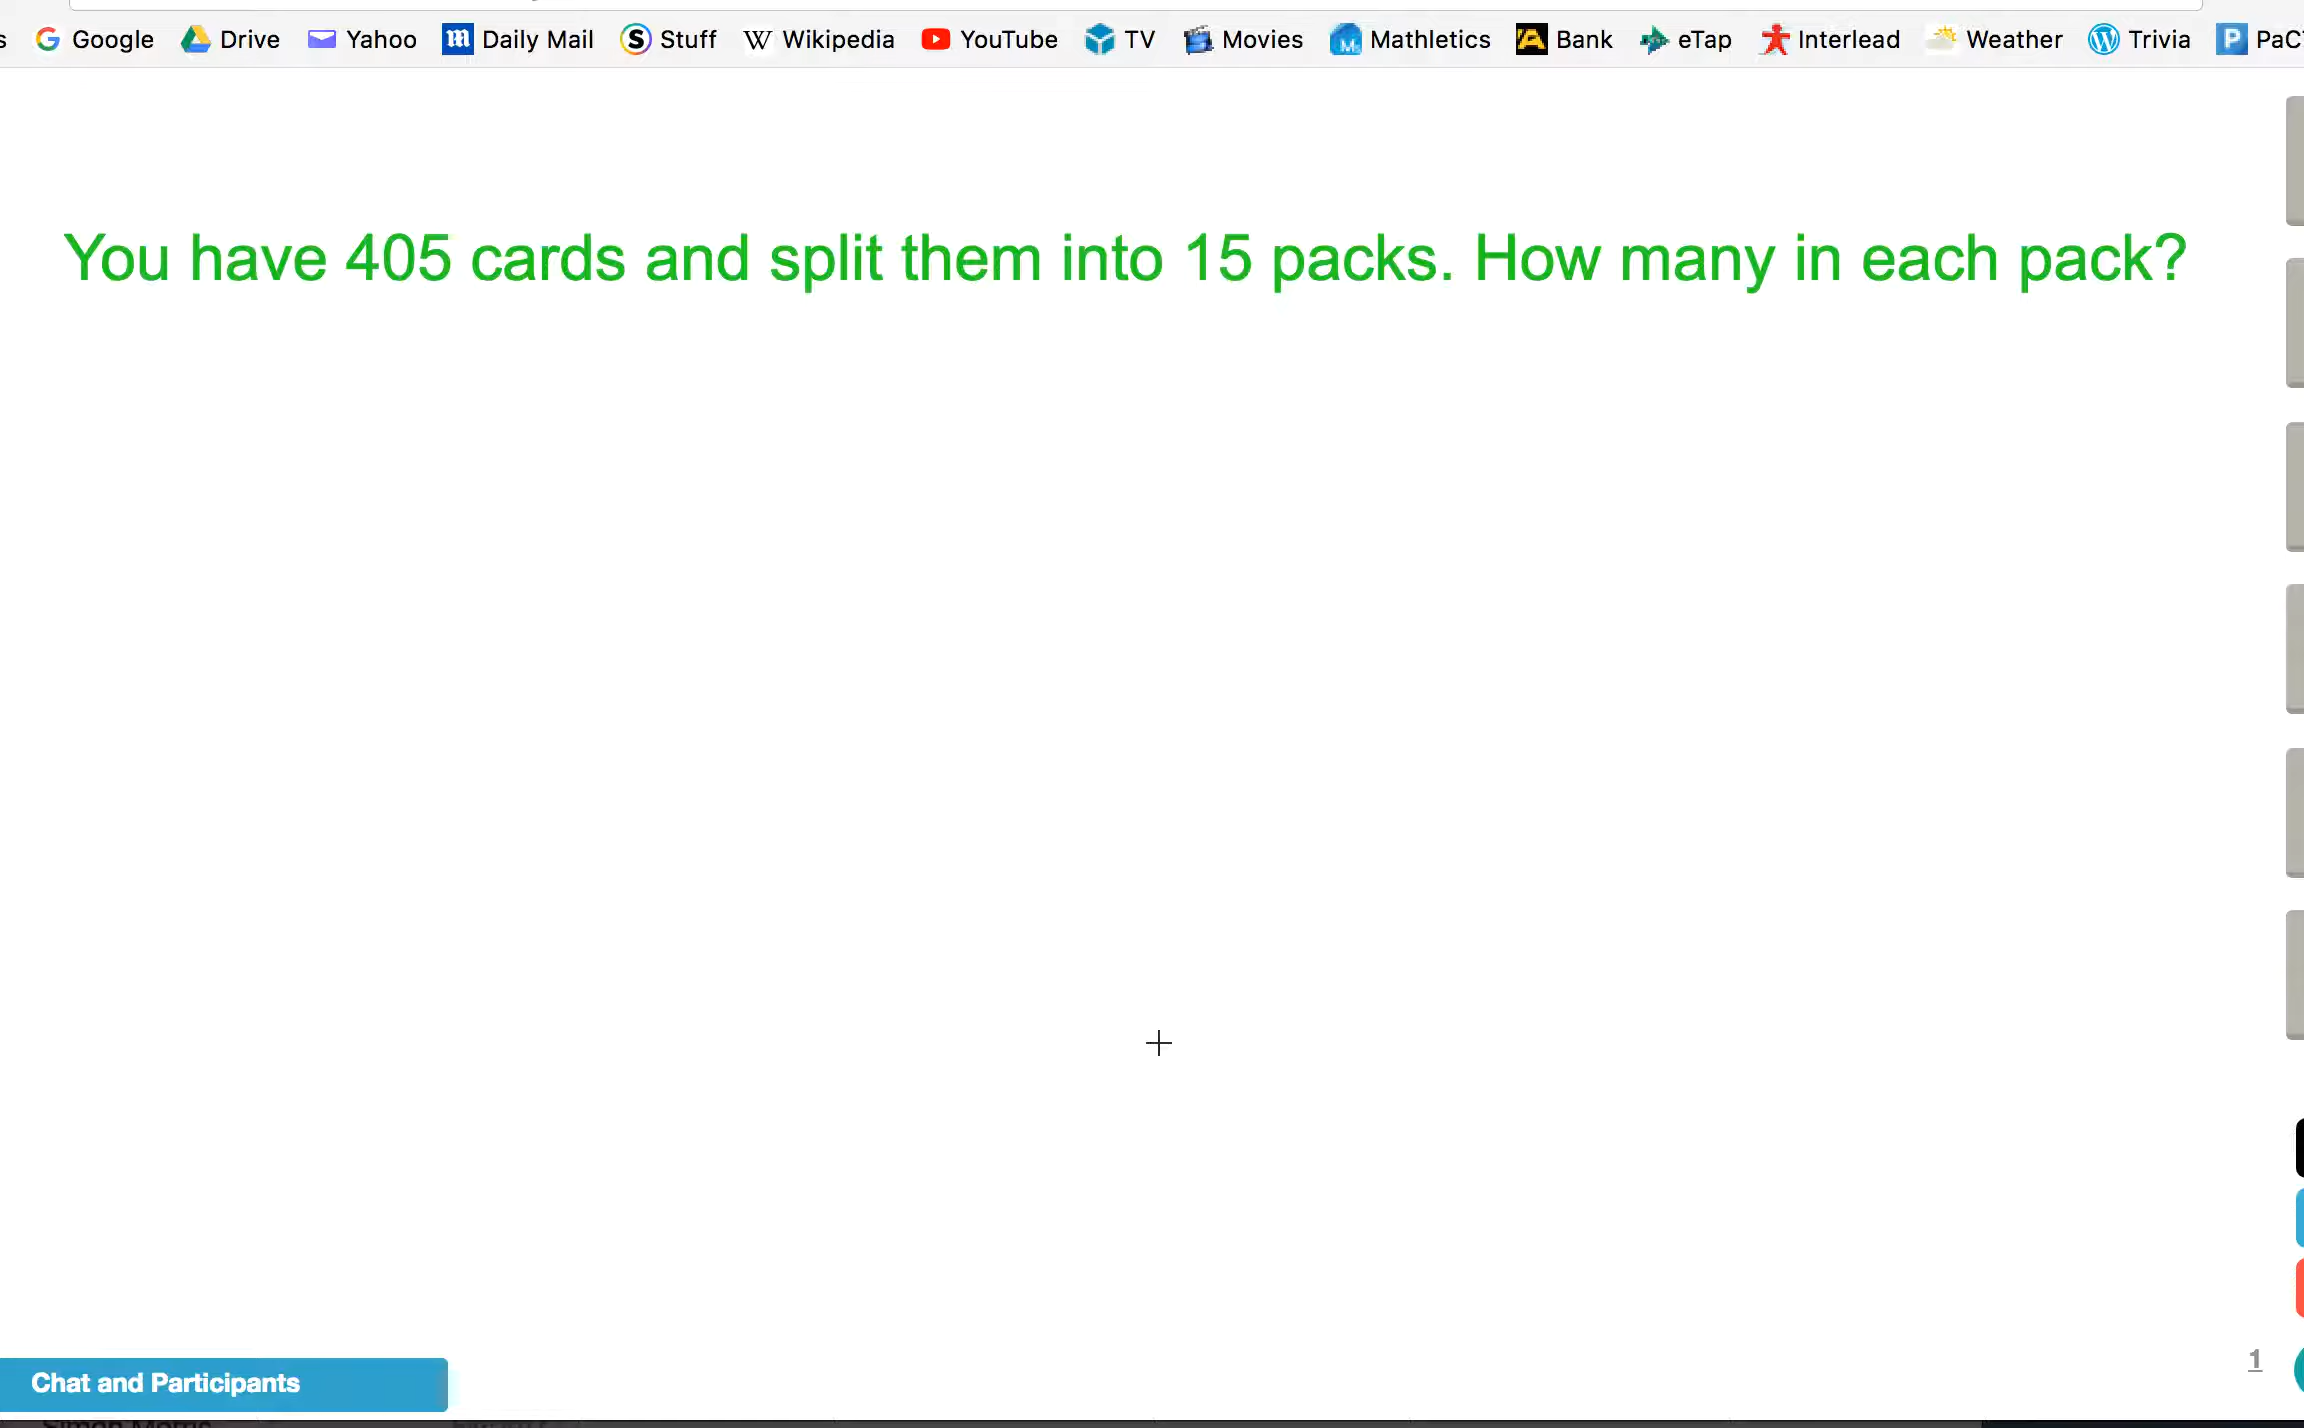 Google Drive Yahoo Daily Mail Stuff Wikipedia YouTube TV Movies Mathletics Bank eTap Interlead Weather Trivia
You have 405 cards and split them into 15 packs. How many in each pack?
1
Chat and Participants